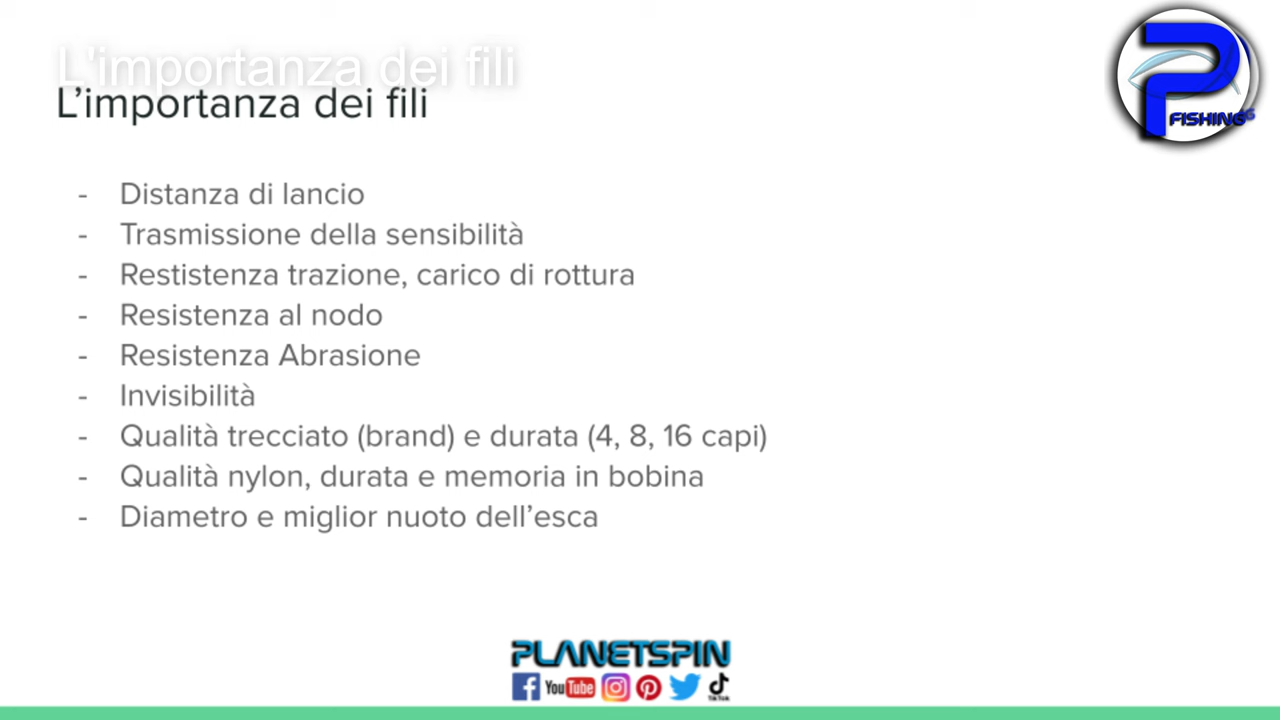 L'importanza dei fili
L’importanza dei fili
- Distanza di lancio
- Trasmissione della sensibilità
- Restistenza trazione, carico di rottura
- Resistenza al nodo
- Resistenza Abrasione
- Invisibilità
- Qualità trecciato (brand) e durata (4, 8, 16 capi)
- Qualità nylon, durata e memoria in bobina
- Diametro e miglior nuoto dell’esca
P
FISHING
PLANETSPIN
YouTube
TikTok